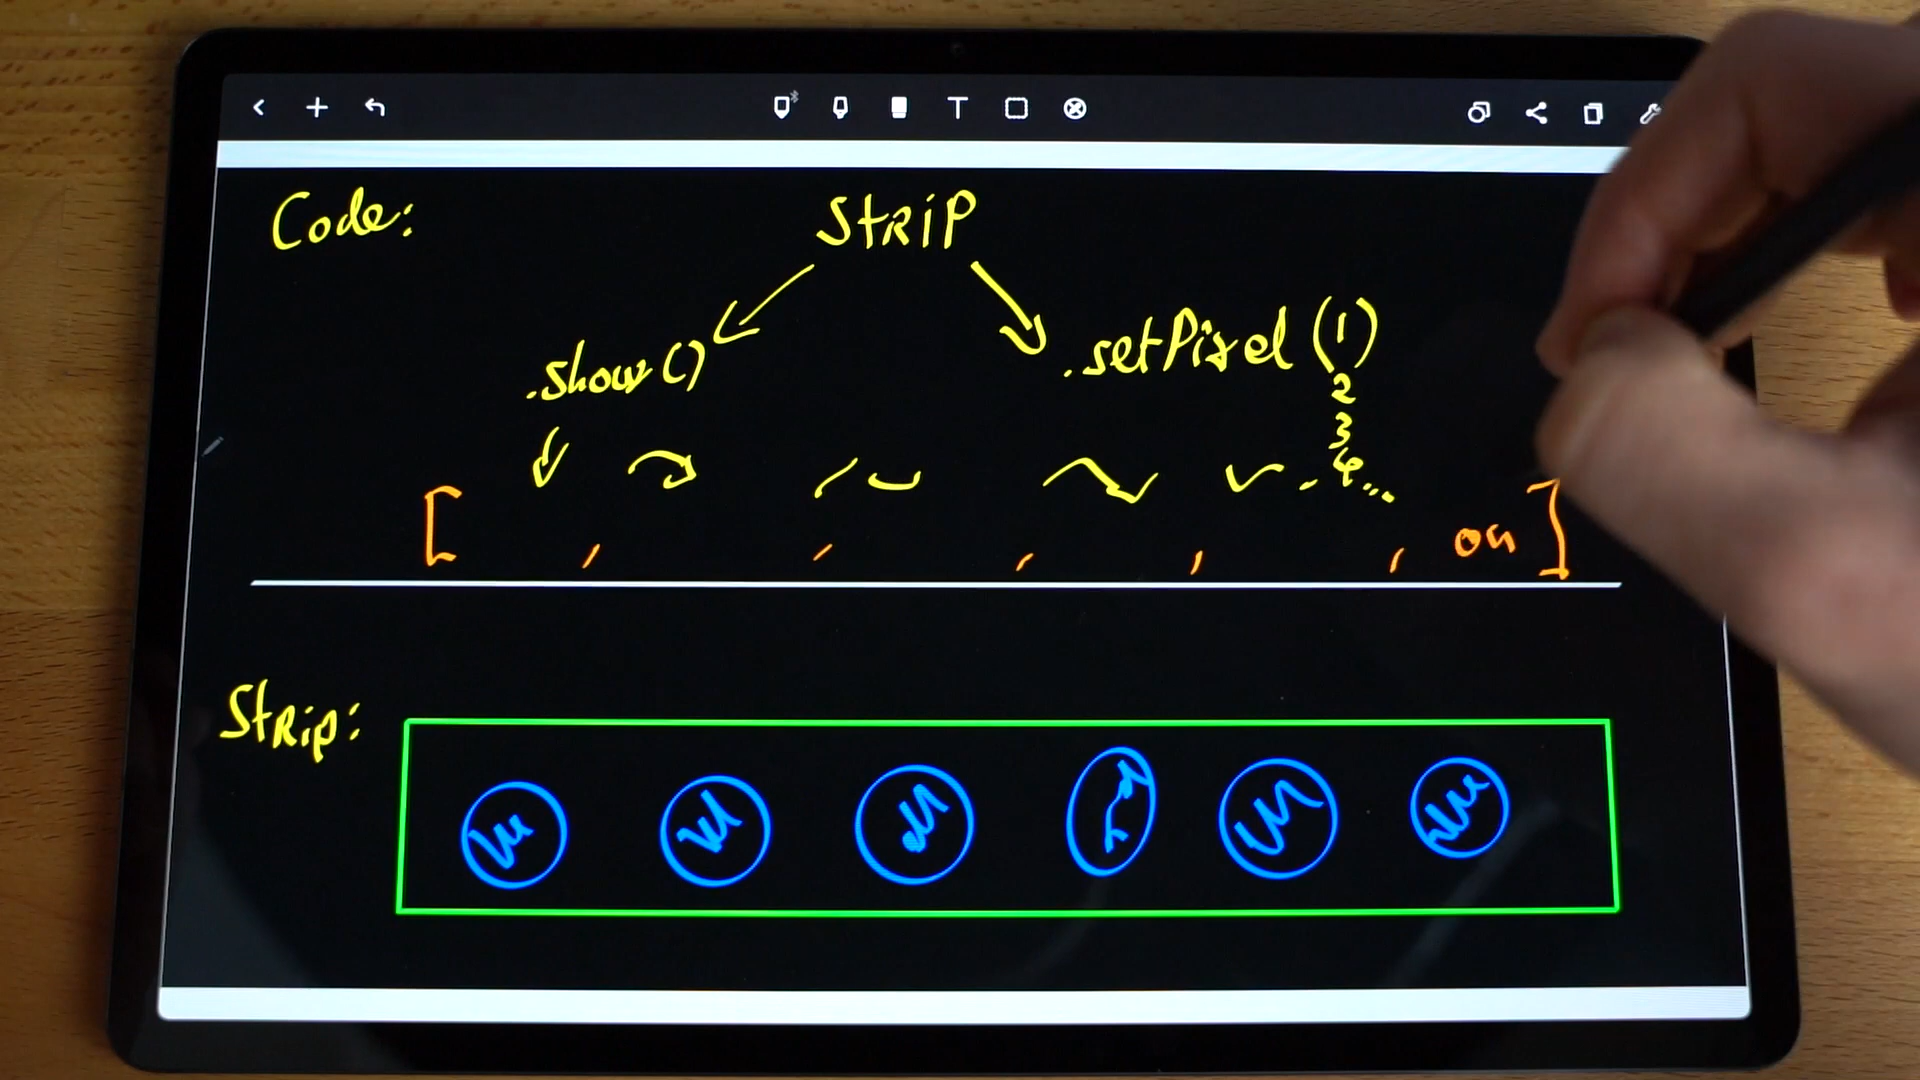 Code:
STRIP
.show()
.setPixel (1)
2
3
4...
[ , , , , , on ]
Strip: